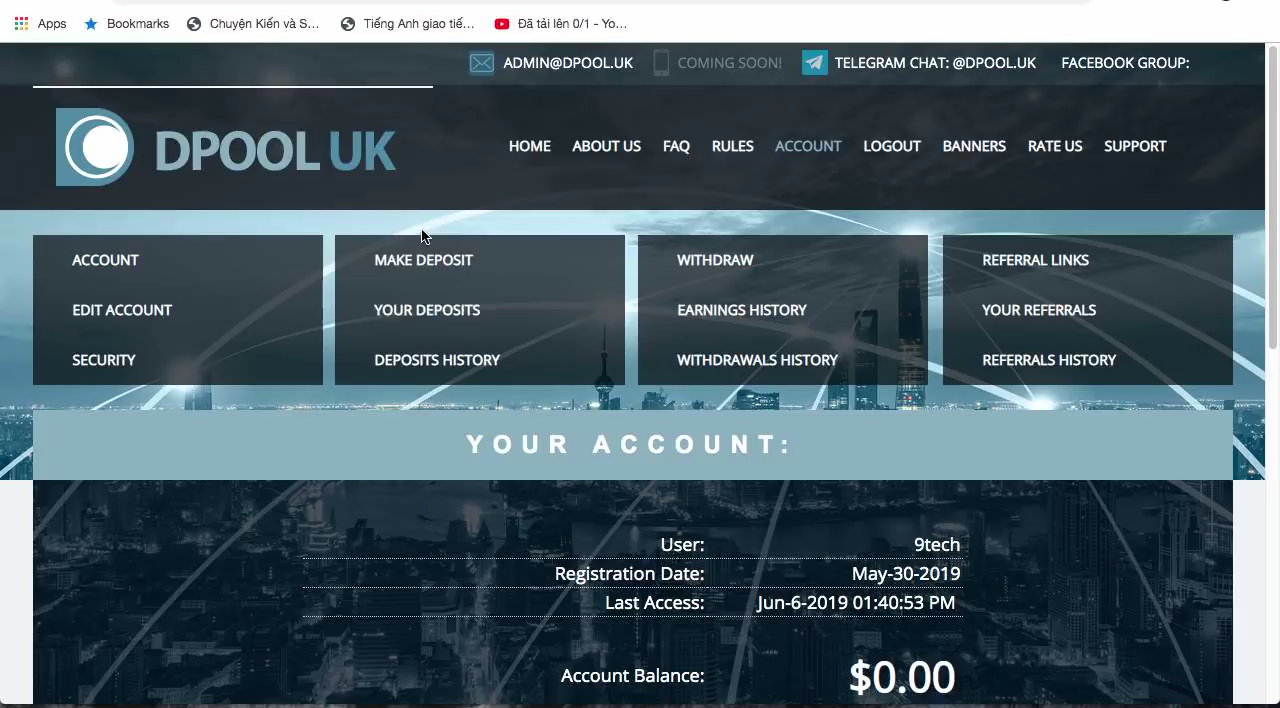 Apps Bookmarks Chuyện Kiến và S... Tiếng Anh giao tiế... Đã tải lên 0/1 - Yo...
ADMIN@DPOOL.UK COMING SOON! TELEGRAM CHAT: @DPOOL.UK FACEBOOK GROUP:
DPOOL UK
HOME ABOUT US FAQ RULES ACCOUNT LOGOUT BANNERS RATE US SUPPORT
ACCOUNT MAKE DEPOSIT WITHDRAW REFERRAL LINKS
EDIT ACCOUNT YOUR DEPOSITS EARNINGS HISTORY YOUR REFERRALS
SECURITY DEPOSITS HISTORY WITHDRAWALS HISTORY REFERRALS HISTORY
YOUR ACCOUNT:
User: 9tech
Registration Date: May-30-2019
Last Access: Jun-6-2019 01:40:53 PM
Account Balance: $0.00